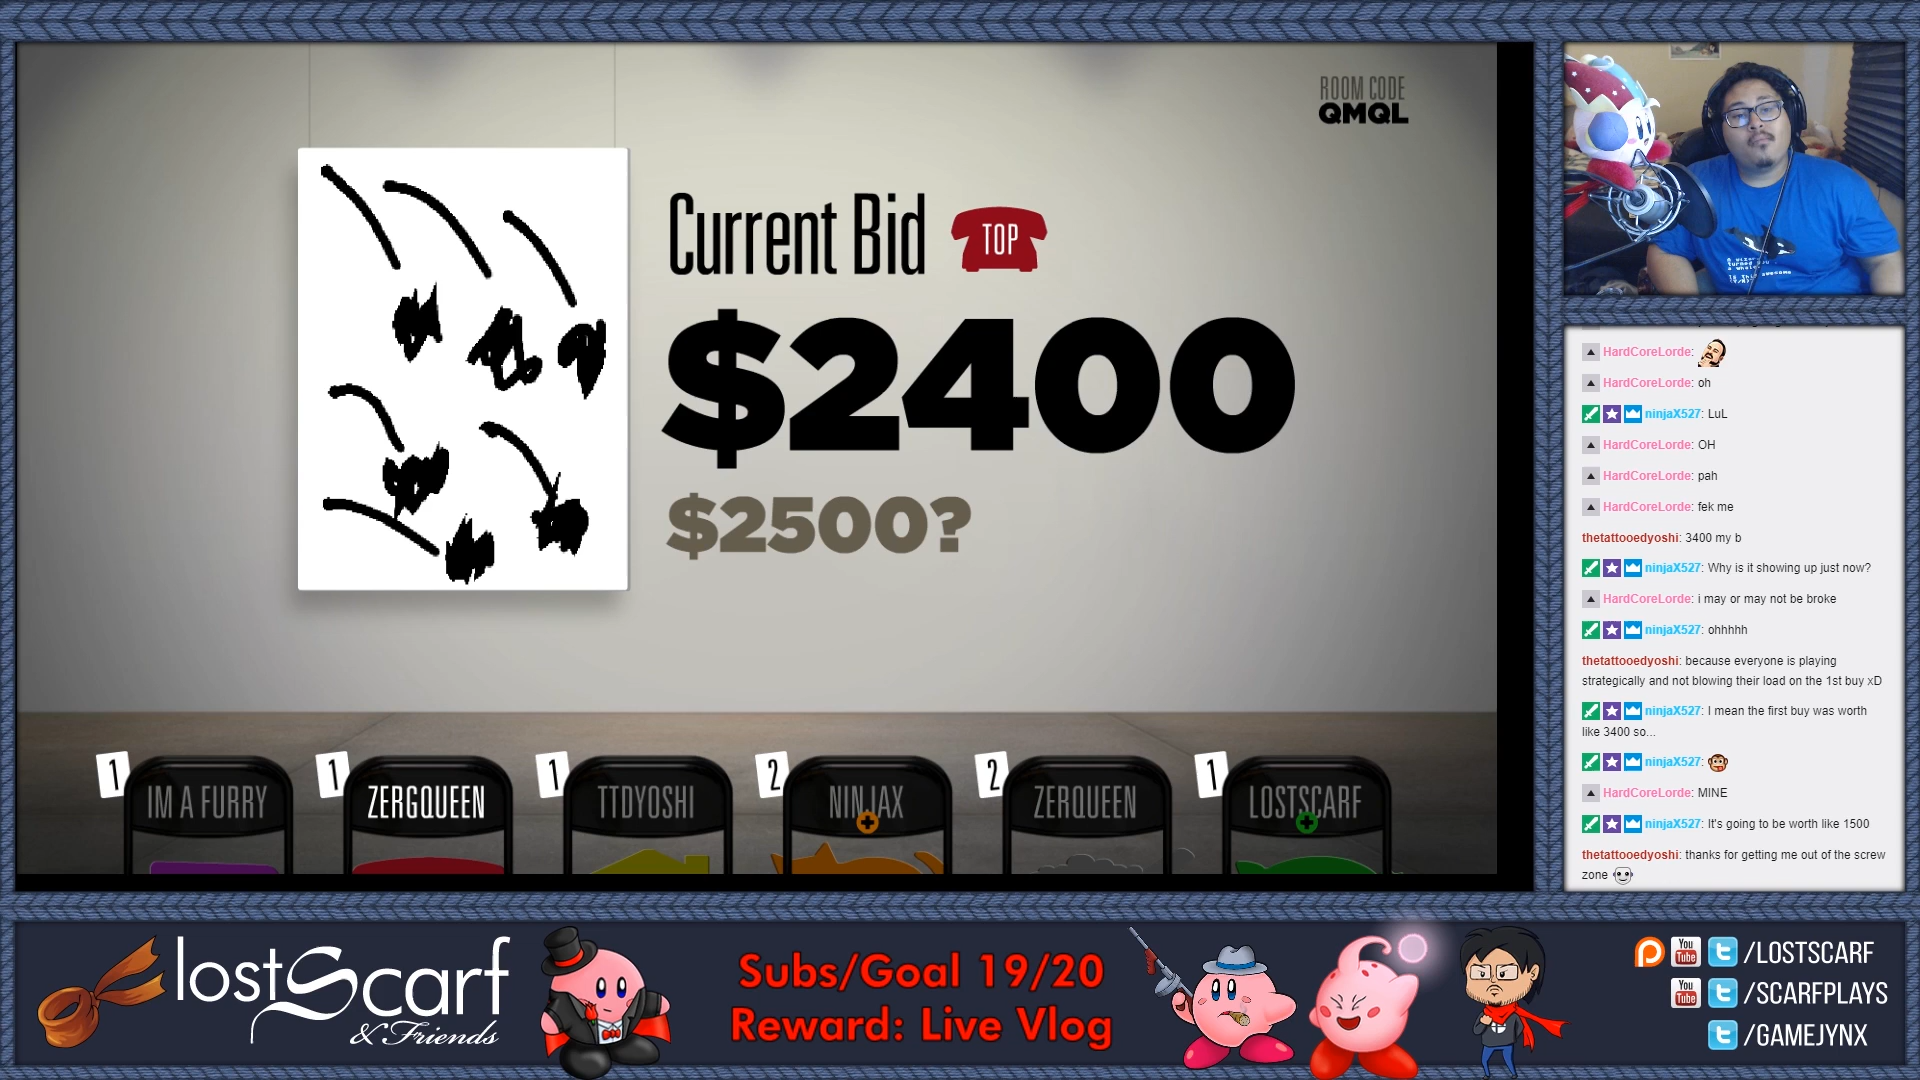 ROOM CODE
QMQL
Current Bid
TOP
$2400
$2500?
1
IM A FURRY
1
ZERGQUEEN
1
TTDYOSHI
2
NINJAX
2
ZERQUEEN
1
LOSTSCARF
HardCoreLorde:
HardCoreLorde: oh
ninjaX527: LuL
HardCoreLorde: OH
HardCoreLorde: pah
HardCoreLorde: fek me
thetattooedyoshi: 3400 my b
ninjaX527: Why is it showing up just now?
HardCoreLorde: i may or may not be broke
ninjaX527: ohhhhh
thetattooedyoshi: because everyone is playing
strategically and not blowing their load on the 1st buy xD
ninjaX527: I mean the first buy was worth
like 3400 so...
ninjaX527:
HardCoreLorde: MINE
ninjaX527: It's going to be worth like 1500
thetattooedyoshi: thanks for getting me out of the screw
zone
lostScarf
& Friends
Subs/Goal 19/20
Reward: Live Vlog
You Tube /LOSTSCARF
You Tube /SCARFPLAYS
/GAMEJYNX